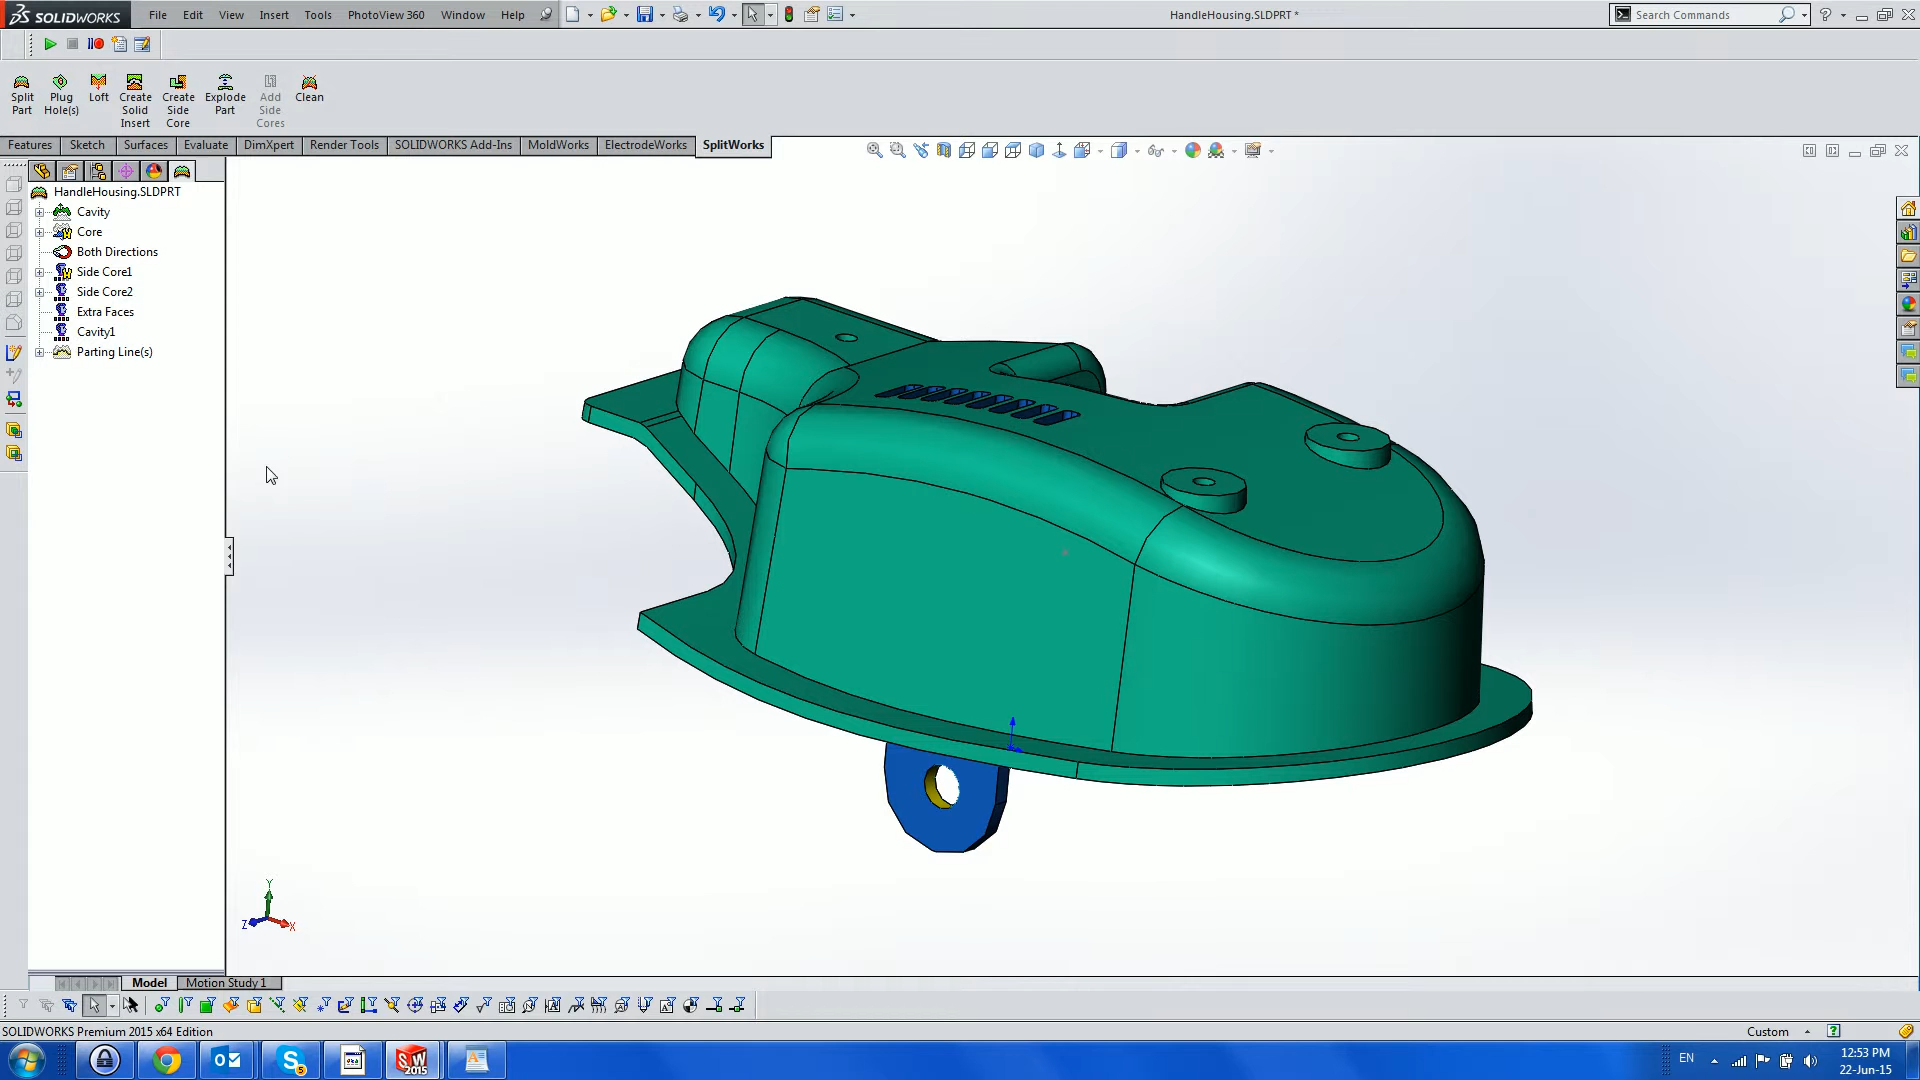 SOLIDWORKS File Edit View Insert Tools PhotoView 360 Window Help HandleHousing.SLDPRT * Search Commands
Split Part
Plug Hole(s)
Loft
Create Solid Insert
Create Side Core
Explode Part
Add Side Cores
Clean
Features Sketch Surfaces Evaluate DimXpert Render Tools SOLIDWORKS Add-Ins MoldWorks ElectrodeWorks SplitWorks
HandleHousing.SLDPRT
Cavity
Core
Both Directions
Side Core1
Side Core2
Extra Faces
Cavity1
Parting Line(s)
Y
Z
X
Model Motion Study 1
SOLIDWORKS Premium 2015 x64 Edition Custom
EN 12:53 PM
22-Jun-15